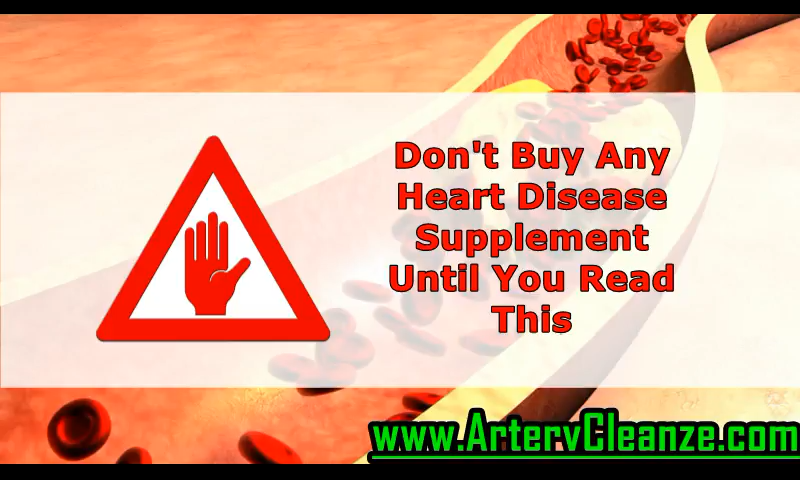 Don't Buy Any
Heart Disease
Supplement
Until You Read
This
www.ArtervCleanze.com